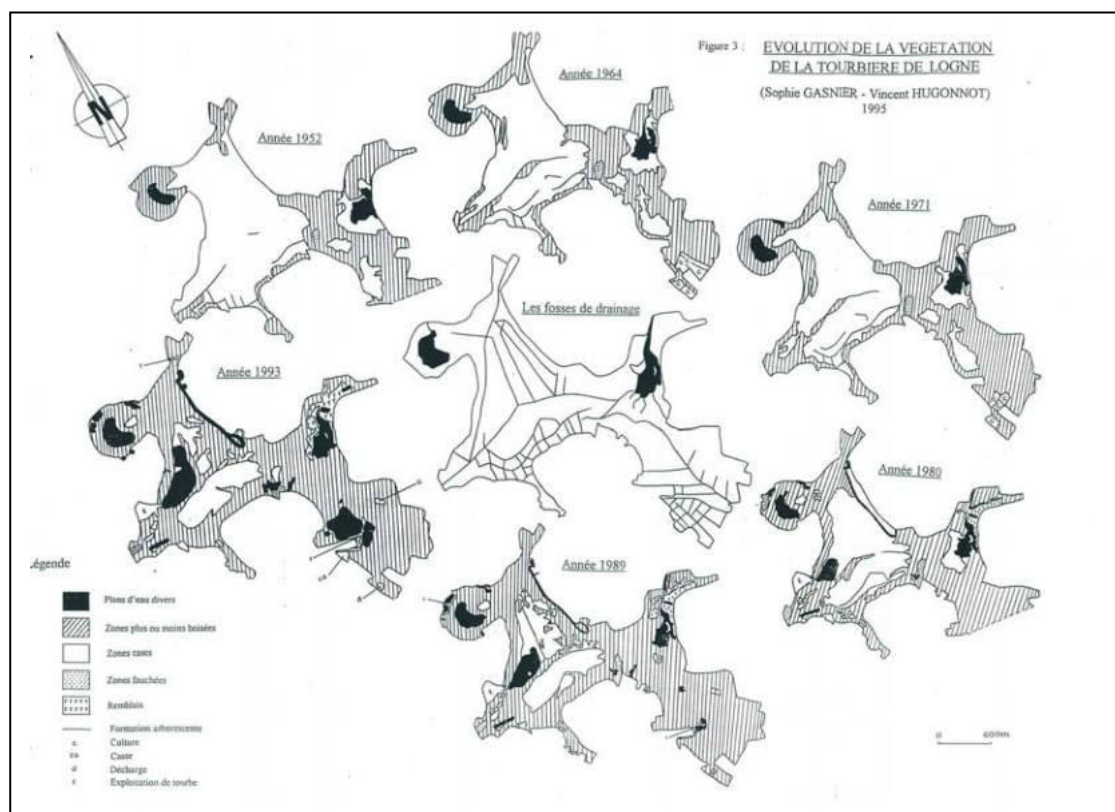 Figure 3 : EVOLUTION DE LA VEGETATION
DE LA TOURBIERE DE LOGNE
(Sophie GASNIER - Vincent HUGONNOT)
1995
N
Année 1952
Année 1964
Année 1971
Les fosses de drainage
Année 1993
Année 1980
Année 1989
égende
Plans d'eau divers
Zones plus ou moins boisées
Zones rases
Zones fauchées
Remblais
Formation arborescente
c Culture
ca Casse
d Décharge
t Exploitation de tourbe
0 600m